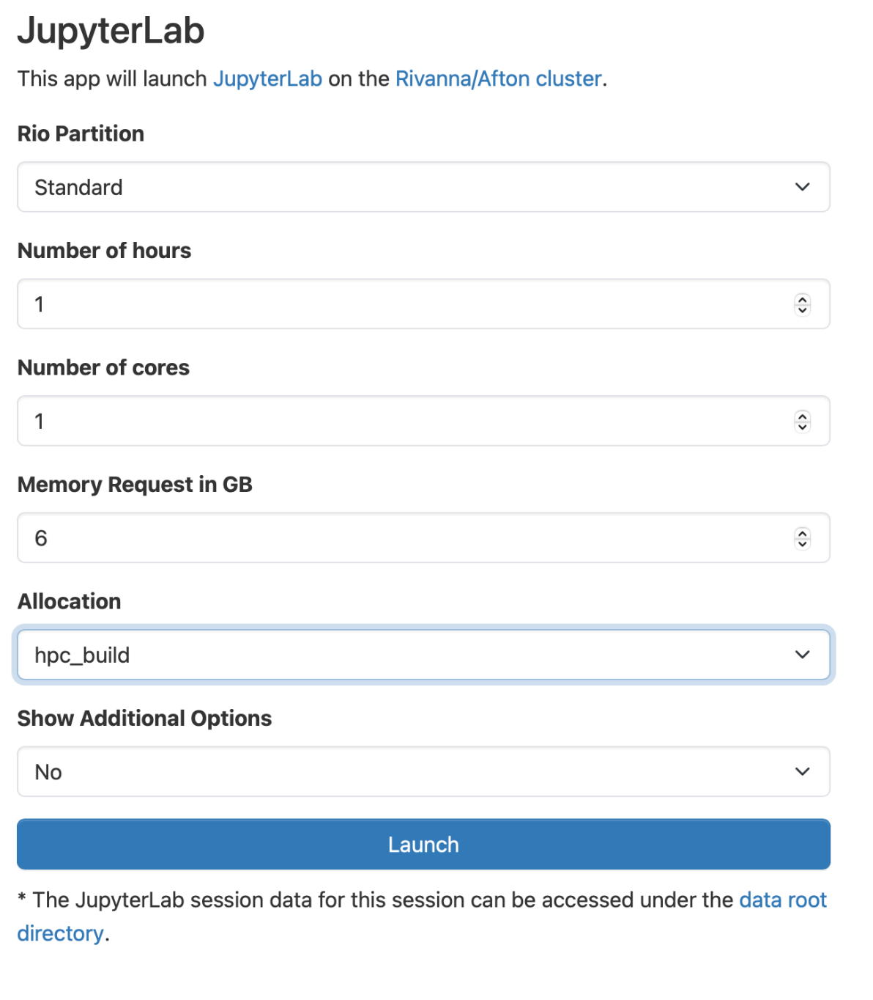 JupyterLab
This app will launch JupyterLab on the Rivanna/Afton cluster.
Rio Partition
Standard
Number of hours
1
Number of cores
1
Memory Request in GB
6
Allocation
hpc_build
Show Additional Options
No
Launch
* The JupyterLab session data for this session can be accessed under the data root
directory.